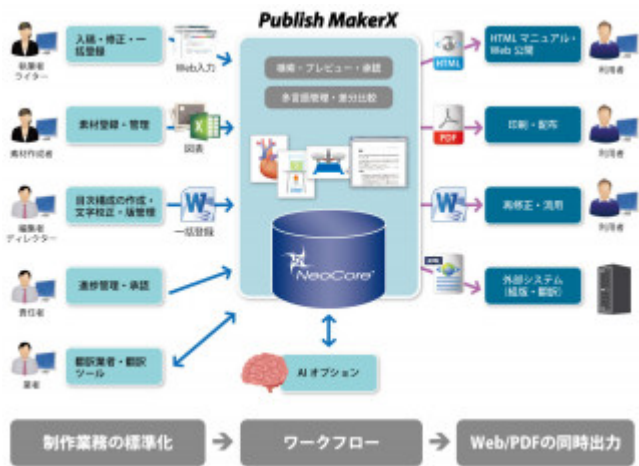 Publish MakerX
執筆者
ライター
入稿・修正・一
括登録
Web入力
検索・プレビュー・承認
多言語管理・差分比較
HTML
HTML マニュアル・
Web 公開
利用者
素材作成者
素材登録・管理
図表
PDF
印刷・配布
利用者
編集者
ディレクター
目次構成の作成・
文字校正・版管理
一括登録
再修正・流用
利用者
NeoCore
責任者
進捗管理・承認
XML
外部システム
(組版・翻訳)
業者
翻訳業者・翻訳
ツール
AI オプション
制作業務の標準化
ワークフロー
Web/PDFの同時出力